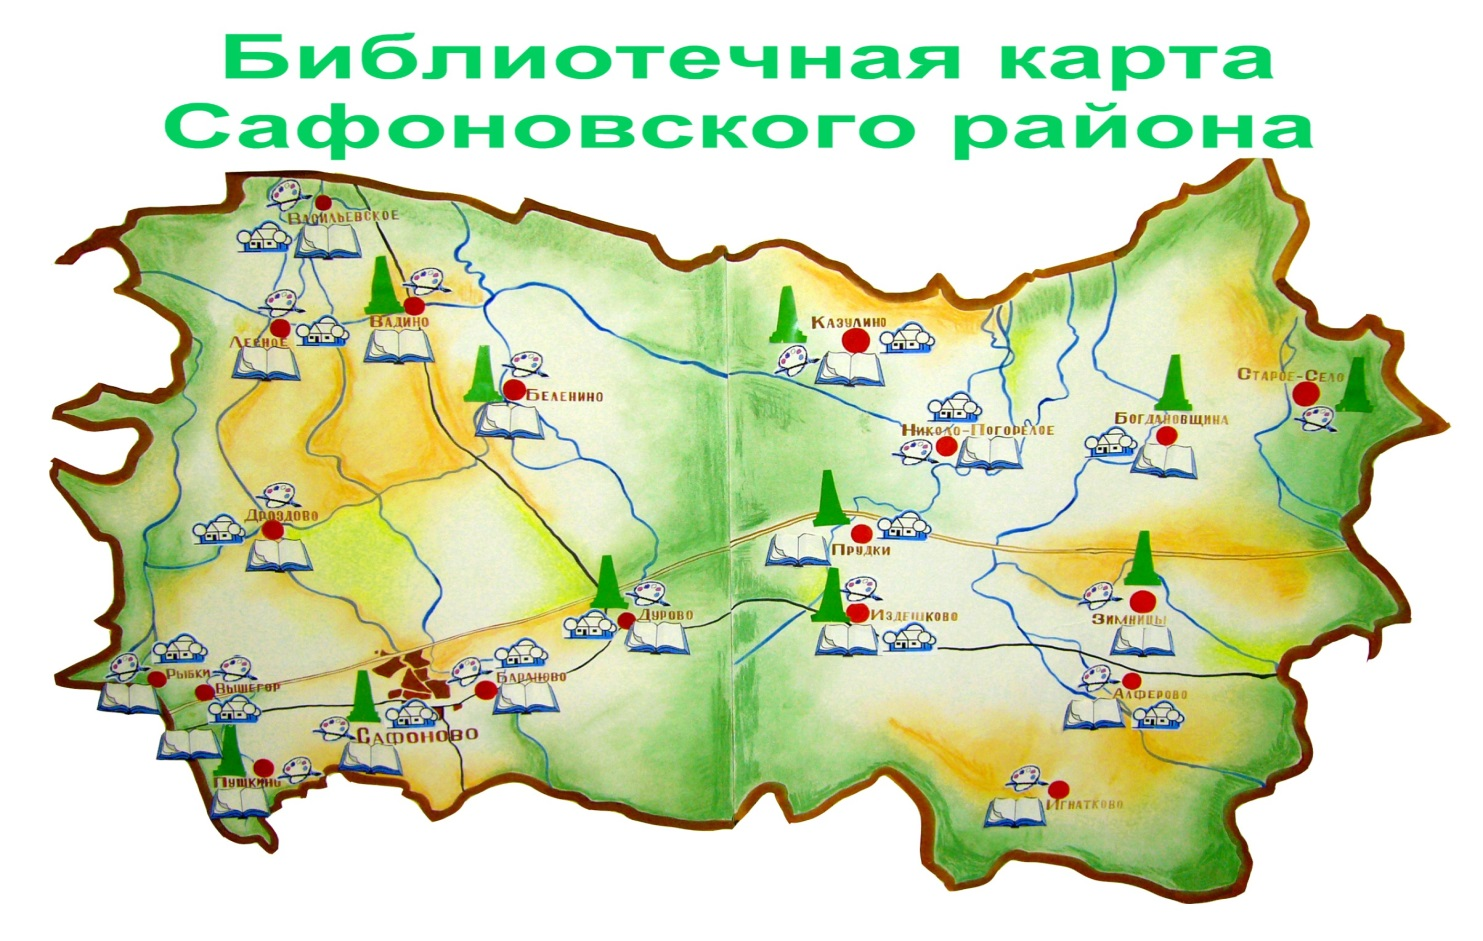 Библиотечная карта
Сафоновского района
Васильевское
Вадино
Лесное
Казулино
Беленино
Старое-Село
Богдановщина
Николо-Погорелое
Дроздово
Прудки
Дурово
Издешково
Зимницы
Рыбки
Вышегор
Бараново
Алферово
Сафоново
Пушкино
Игнатково